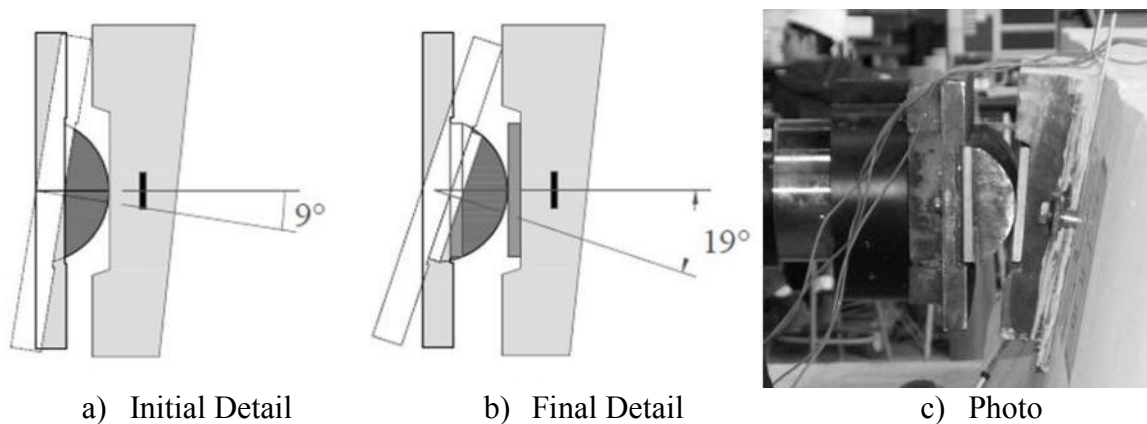 9°
19°
a) Initial Detail
b) Final Detail
c) Photo